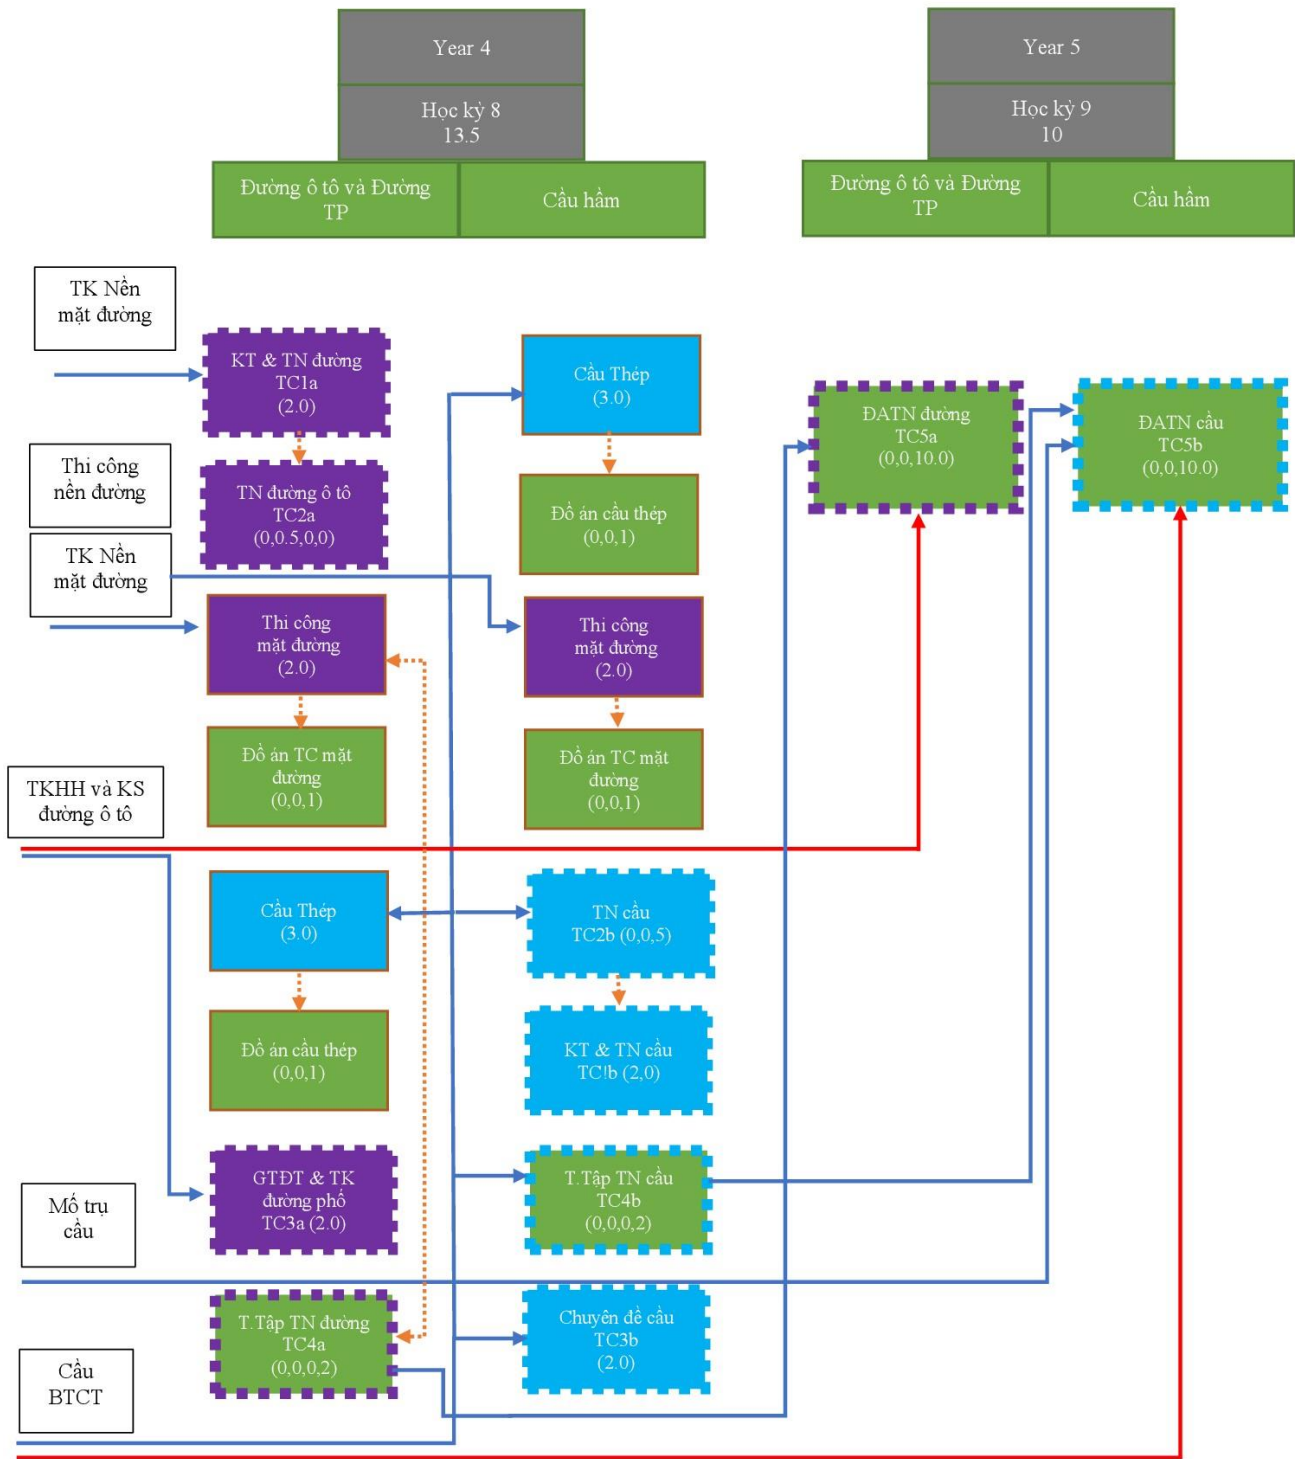 Year 4
Học kỳ 8
13.5
Đường ô tô và Đường
TP
Cầu hầm
Year 5
Học kỳ 9
10
Đường ô tô và Đường
TP
Cầu hầm
TK Nền
mặt đường
KT & TN đường
TC1a
(2.0)
Cầu Thép
(3.0)
ĐATN đường
TC5a
(0,0,10.0)
ĐATN cầu
TC5b
(0,0,10.0)
Thi công
nền đường
TN đường ô tô
TC2a
(0,0.5,0,0)
Đồ án cầu thép
(0,0,1)
TK Nền
mặt đường
Thi công
mặt đường
(2.0)
Thi công
mặt đường
(2.0)
Đồ án TC mặt
đường
(0,0,1)
Đồ án TC mặt
đường
(0,0,1)
TKHH và KS
đường ô tô
Cầu Thép
(3.0)
TN cầu
TC2b (0,0,5)
Đồ án cầu thép
(0,0,1)
KT & TN cầu
TC!b (2,0)
GTĐT & TK
đường phố
TC3a (2.0)
T.Tập TN cầu
TC4b
(0,0,0,2)
Mố trụ
cầu
T.Tập TN đường
TC4a
(0,0,0,2)
Chuyên đề cầu
TC3b
(2.0)
Cầu
BTCT